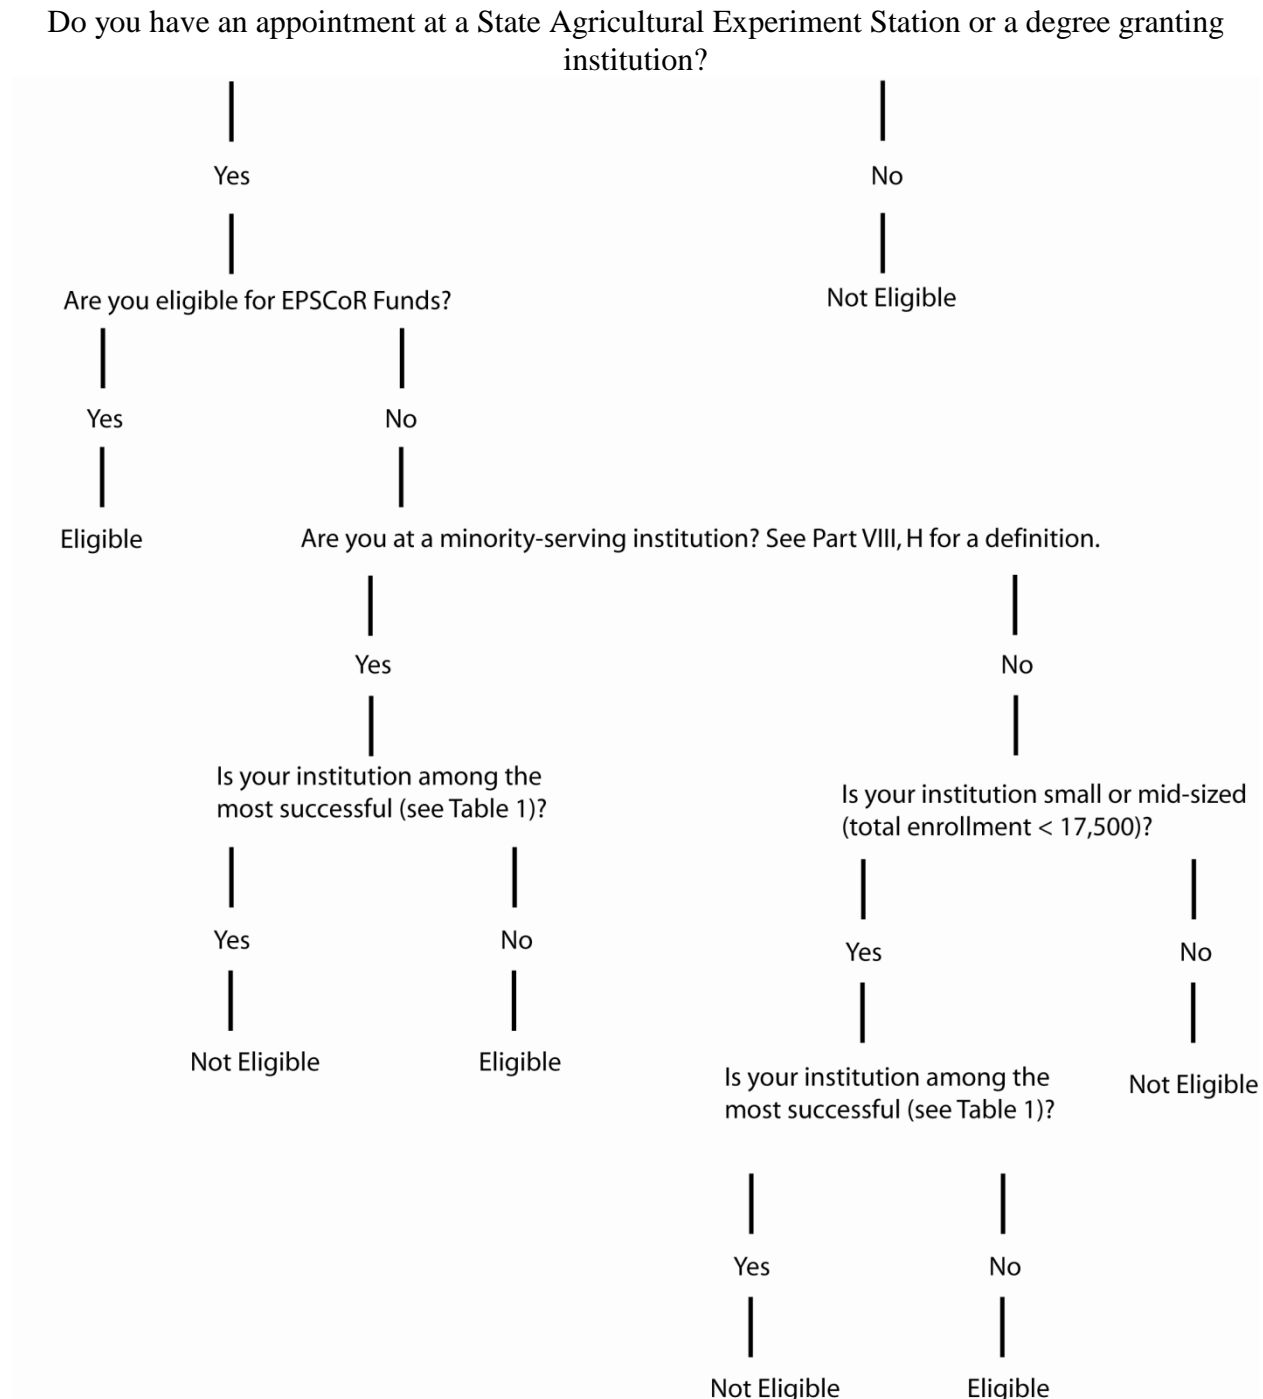 Do you have an appointment at a State Agricultural Experiment Station or a degree granting
institution?
Yes
No
Are you eligible for EPSCoR Funds?
Not Eligible
Yes
No
Eligible
Are you at a minority-serving institution? See Part VIII, H for a definition.
Yes
No
Is your institution among the
most successful (see Table 1)?
Is your institution small or mid-sized
(total enrollment < 17,500)?
Yes
No
Yes
No
Not Eligible
Eligible
Is your institution among the
most successful (see Table 1)?
Not Eligible
Yes
No
Not Eligible
Eligible